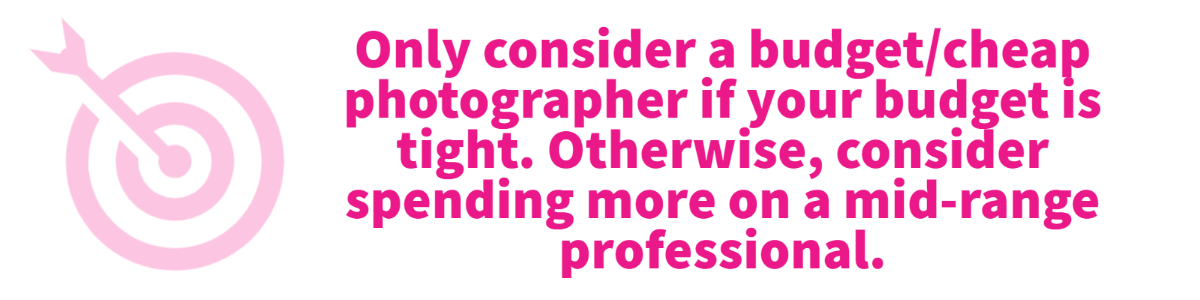 Only consider a budget/cheap
photographer if your budget is
tight. Otherwise, consider
spending more on a mid-range
professional.